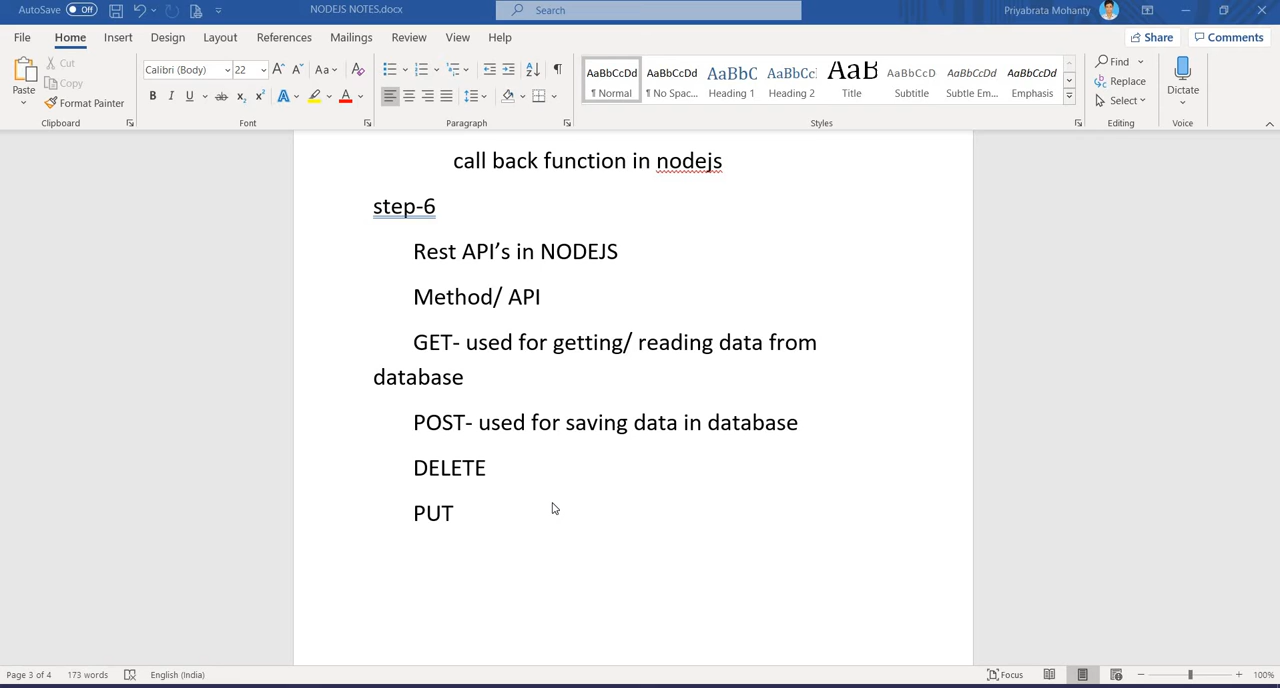 AutoSave Off NODEJS NOTES.docx Search Priyabrata Mohanty
File Home Insert Design Layout References Mailings Review View Help Share Comments
Paste Cut Copy Format Painter
Calibri (Body) 22 Aa
B I U ab x₂ x² A A
AaBbCcDd ¶ Normal AaBbCcDd ¶ No Spac... AaBbC Heading 1 AaBbCc Heading 2 AaB Title AaBbCcD Subtitle AaBbCcDd Subtle Em... AaBbCcDd Emphasis
Find Replace Select Dictate
Clipboard Font Paragraph Styles Editing Voice
call back function in nodejs
step-6
Rest API’s in NODEJS
Method/ API
GET- used for getting/ reading data from
database
POST- used for saving data in database
DELETE
PUT
Page 3 of 4 173 words English (India) Focus 100%